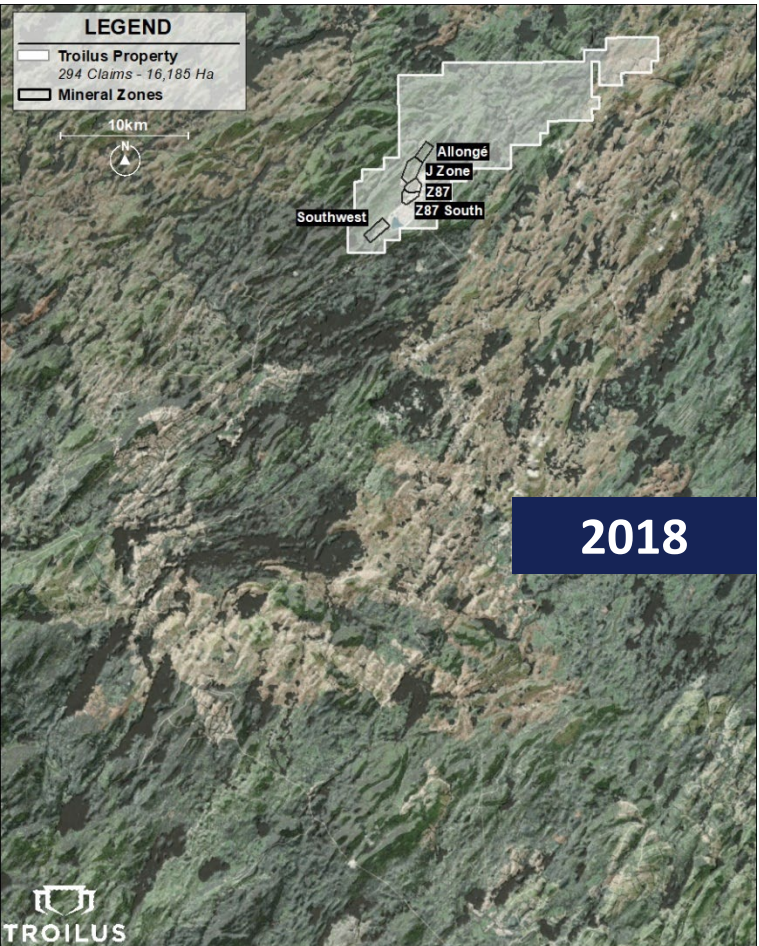 LEGEND
Troilus Property
294 Claims - 16,185 Ha
Mineral Zones
10km
N
Allongé
J Zone
Z87
Z87 South
Southwest
2018
TROILUS